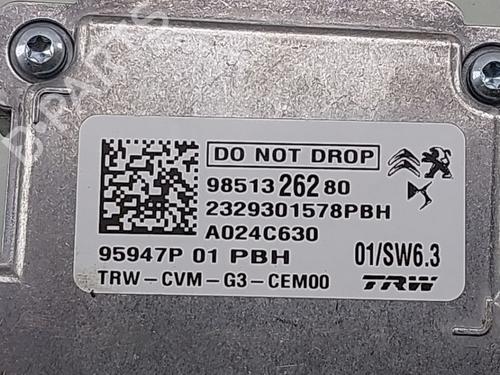 DO NOT DROP
98513 262 80
2329301578PBH
A024C630
95947P 01 PBH
01/SW6.3
TRW-CVM-G3-CEM00
TRW
B-PARTS